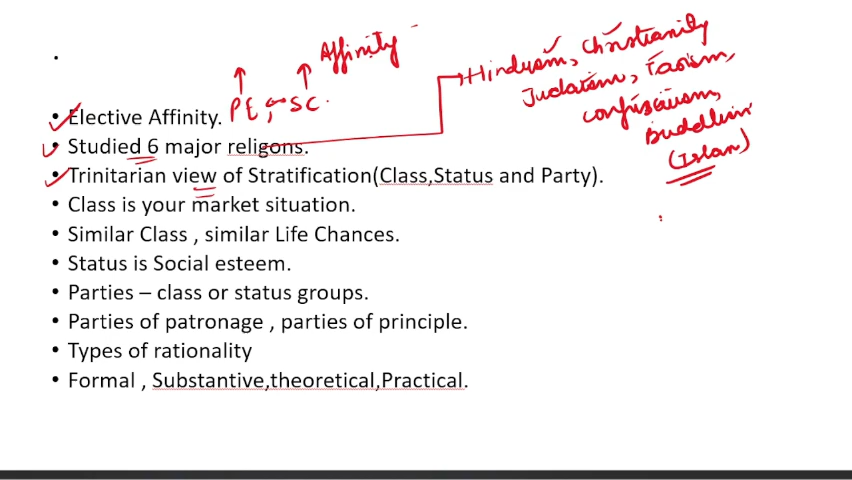 Affinity
Hinduism, Christianity
Judaism, Taoism,
Confucianism,
Buddhism
(Islam)
PE, SC
• Elective Affinity.
• Studied 6 major religons.
• Trinitarian view of Stratification(Class,Status and Party).
• Class is your market situation.
• Similar Class , similar Life Chances.
• Status is Social esteem.
• Parties – class or status groups.
• Parties of patronage , parties of principle.
• Types of rationality
• Formal , Substantive,theoretical,Practical.